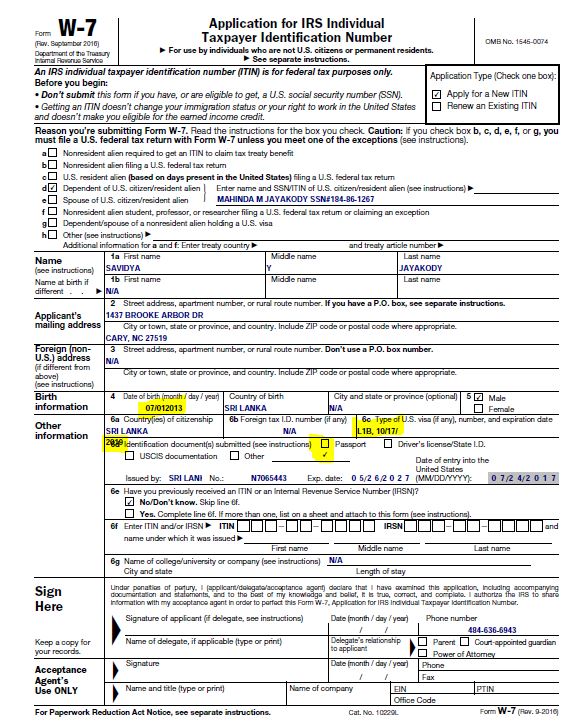 Form W-7
(Rev. September 2016)
Department of the Treasury
Internal Revenue Service
Application for IRS Individual
Taxpayer Identification Number
▶ For use by individuals who are not U.S. citizens or permanent residents.
▶ See separate instructions.
OMB No. 1545-0074
An IRS individual taxpayer identification number (ITIN) is for federal tax purposes only.
Before you begin:
• Don't submit this form if you have, or are eligible to get, a U.S. social security number (SSN).
• Getting an ITIN doesn't change your immigration status or your right to work in the United States
and doesn't make you eligible for the earned income credit.
Application Type (Check one box):
✓ Apply for a New ITIN
Renew an Existing ITIN
Reason you're submitting Form W-7. Read the instructions for the box you check. Caution: If you check box b, c, d, e, f, or g, you
must file a U.S. federal tax return with Form W-7 unless you meet one of the exceptions (see instructions).
a Nonresident alien required to get an ITIN to claim tax treaty benefit
b Nonresident alien filing a U.S. federal tax return
c U.S. resident alien (based on days present in the United States) filing a U.S. federal tax return
d ✓ Dependent of U.S. citizen/resident alien } Enter name and SSN/ITIN of U.S. citizen/resident alien (see instructions) ▶
e Spouse of U.S. citizen/resident alien MAHINDA M JAYAKODY SSN#184-86-1267
f Nonresident alien student, professor, or researcher filing a U.S. federal tax return or claiming an exception
g Dependent/spouse of a nonresident alien holding a U.S. visa
h Other (see instructions) ▶
Additional information for a and f: Enter treaty country ▶ and treaty article number ▶
Name
(see instructions)
1a First name Middle name Last name
SAVIDYA Y JAYAKODY
Name at birth if
different . . ▶
1b First name Middle name Last name
N/A
Applicant's
mailing address
2 Street address, apartment number, or rural route number. If you have a P.O. box, see separate instructions.
1437 BROOKE ARBOR DR
City or town, state or province, and country. Include ZIP code or postal code where appropriate.
CARY, NC 27519
Foreign (non-
U.S.) address
(if different from
above)
(see instructions)
3 Street address, apartment number, or rural route number. Don't use a P.O. box number.
N/A
City or town, state or province, and country. Include ZIP code or postal code where appropriate.
Birth
information
4 Date of birth (month / day / year) Country of birth City and state or province (optional) 5 ✓ Male
07/012013 SRI LANKA N/A Female
Other
information
6a Country(ies) of citizenship 6b Foreign tax I.D. number (if any) 6c Type of U.S. visa (if any), number, and expiration date
SRI LANKA N/A L1B, 10/17/
2019
6d Identification document(s) submitted (see instructions) Passport Driver's license/State I.D.
USCIS documentation Other ✓
Date of entry into the
United States
Issued by: SRI LANI No.: N7065443 Exp. date: 05/26/2027 (MM/DD/YYYY): 07/24/2017
6e Have you previously received an ITIN or an Internal Revenue Service Number (IRSN)?
✓ No/Don't know. Skip line 6f.
Yes. Complete line 6f. If more than one, list on a sheet and attach to this form (see instructions).
6f Enter ITIN and/or IRSN ▶ ITIN – – IRSN – – and
name under which it was issued ▶
First name Middle name Last name
6g Name of college/university or company (see instructions) N/A
City and state Length of stay
Sign
Here
Keep a copy for
your records.
Under penalties of perjury, I (applicant/delegate/acceptance agent) declare that I have examined this application, including accompanying
documentation and statements, and to the best of my knowledge and belief, it is true, correct, and complete. I authorize the IRS to share
information with my acceptance agent in order to perfect this Form W-7, Application for IRS Individual Taxpayer Identification Number.
Signature of applicant (if delegate, see instructions) Date (month / day / year) Phone number
/ / 484-636-6943
Name of delegate, if applicable (type or print) Delegate's relationship
to applicant
Parent Court-appointed guardian
Power of Attorney
Acceptance
Agent's
Use ONLY
Signature Date (month / day / year) Phone
/ / Fax
Name and title (type or print) Name of company EIN PTIN
Office Code
For Paperwork Reduction Act Notice, see separate instructions. Cat. No. 10229L Form W-7 (Rev. 9-2016)